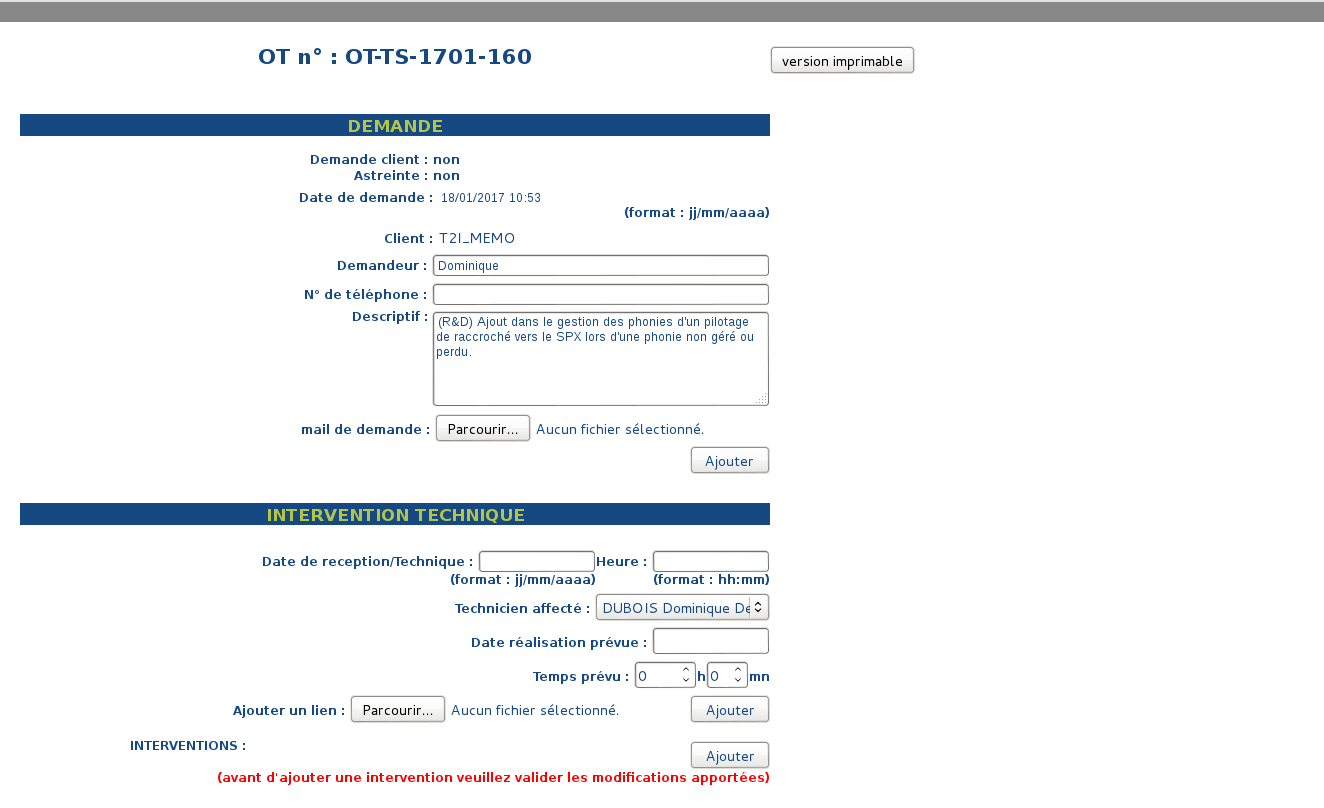 OT n° : OT-TS-1701-160
version imprimable
DEMANDE
Demande client : non
Astreinte : non
Date de demande : 18/01/2017 10:53
(format : jj/mm/aaaa)
Client : T2I_MEMO
Demandeur : Dominique
N° de téléphone :
Descriptif : (R&D) Ajout dans le gestion des phonies d'un pilotage
de raccroché vers le SPX lors d'une phonie non géré ou
perdu.
mail de demande : Parcourir... Aucun fichier sélectionné.
Ajouter
INTERVENTION TECHNIQUE
Date de reception/Technique : Heure :
(format : jj/mm/aaaa) (format : hh:mm)
Technicien affecté : DUBOIS Dominique De
Date réalisation prévue :
Temps prévu : 0 h 0 mn
Ajouter un lien : Parcourir... Aucun fichier sélectionné. Ajouter
INTERVENTIONS : Ajouter
(avant d'ajouter une intervention veuillez valider les modifications apportées)